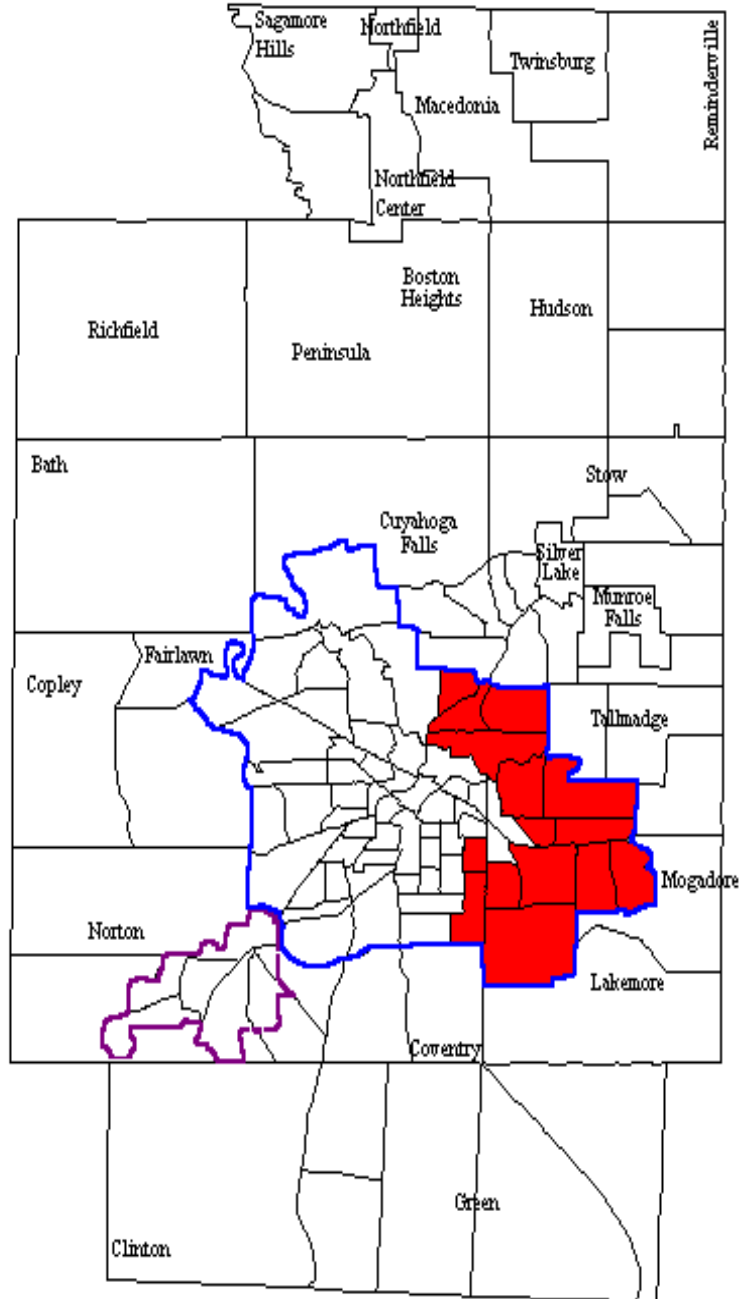 Sagamore
Hills
Northfield
Twinsburg
Reminderville
Macedonia
Northfield
Center
Boston
Heights
Hudson
Richfield
Peninsula
Bath
Stow
Cuyahoga
Falls
Silver
Lake
Munroe
Falls
Fairlawn
Copley
Tallmadge
Mogadore
Norton
Lakemore
Coventry
Green
Clinton